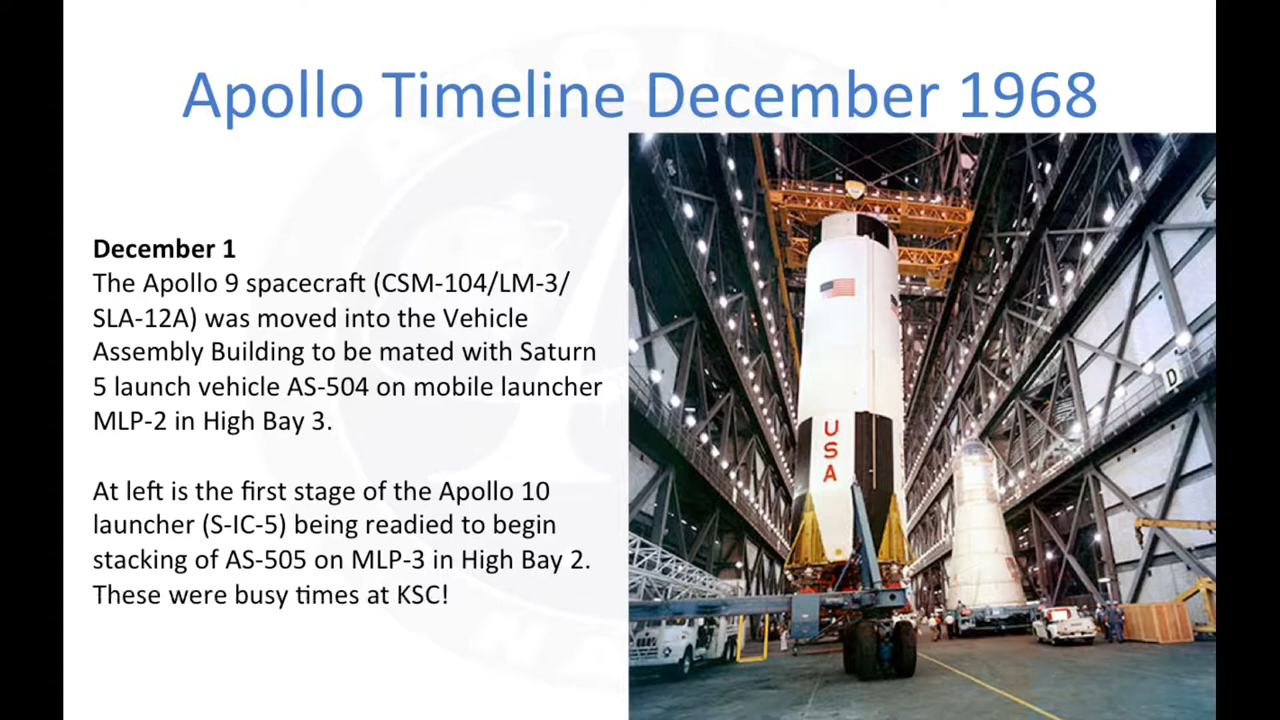 Apollo Timeline December 1968
December 1
The Apollo 9 spacecraft (CSM-104/LM-3/
SLA-12A) was moved into the Vehicle
Assembly Building to be mated with Saturn
5 launch vehicle AS-504 on mobile launcher
MLP-2 in High Bay 3.
At left is the first stage of the Apollo 10
launcher (S-IC-5) being readied to begin
stacking of AS-505 on MLP-3 in High Bay 2.
These were busy times at KSC!
USA
D